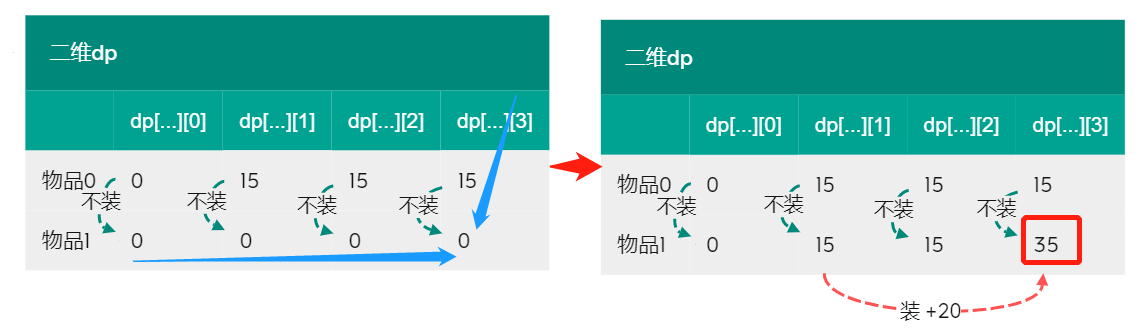 二维dp
dp[...][0] dp[...][1] dp[...][2] dp[...][3]
物品0 0 15 15 15
不装 不装 不装 不装
物品1 0 0 0 0
二维dp
dp[...][0] dp[...][1] dp[...][2] dp[...][3]
物品0 0 15 15 15
不装 不装 不装 不装
物品1 0 15 15 35
装 +20